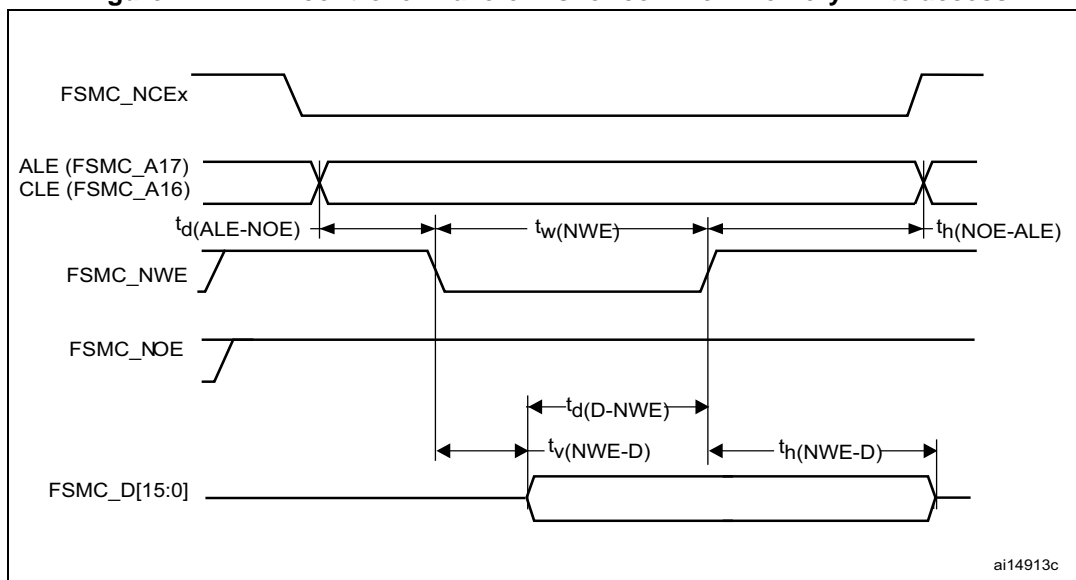 FSMC_NCEx
ALE (FSMC_A17)
CLE (FSMC_A16)
td(ALE-NOE)
tw(NWE)
th(NOE-ALE)
FSMC_NWE
FSMC_NOE
td(D-NWE)
tv(NWE-D)
th(NWE-D)
FSMC_D[15:0]
ai14913c